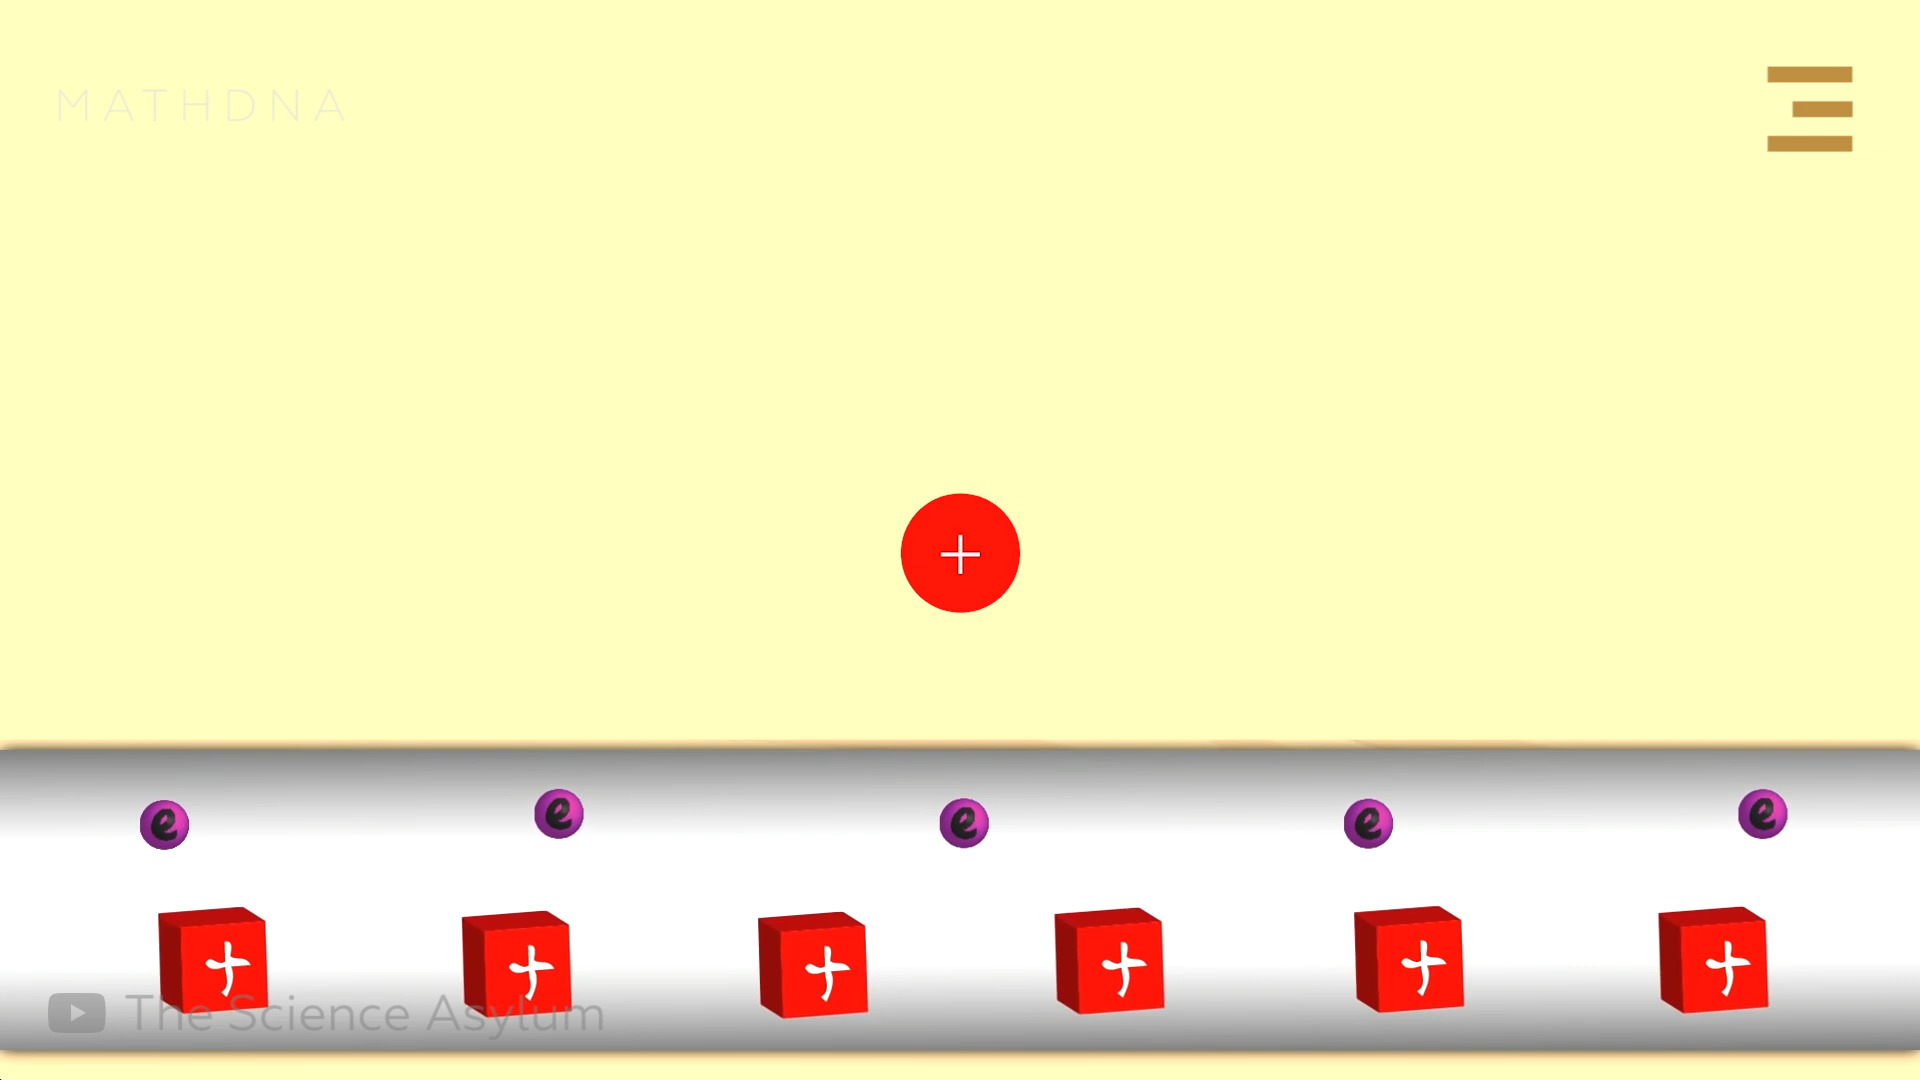 MATHDNA
+
e e e e e
+ + + + + +
The Science Asylum